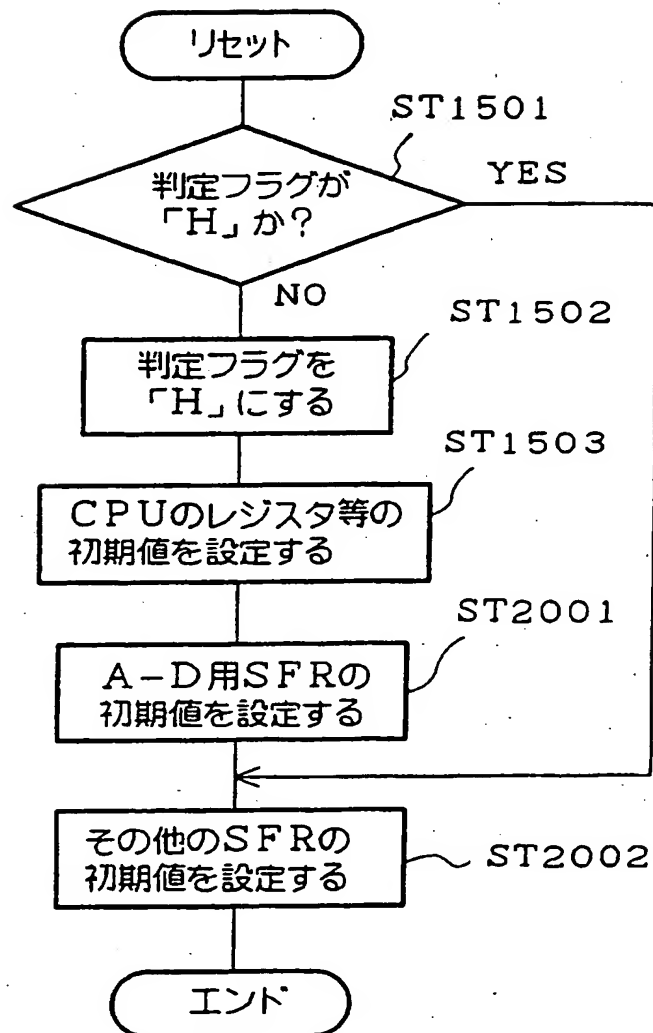 リセット
ST1501
判定フラグが
「H」か?
YES
NO
ST1502
判定フラグを
「H」にする
ST1503
CPUのレジスタ等の
初期値を設定する
ST2001
A-D用SFRの
初期値を設定する
その他のSFRの
初期値を設定する
ST2002
エンド